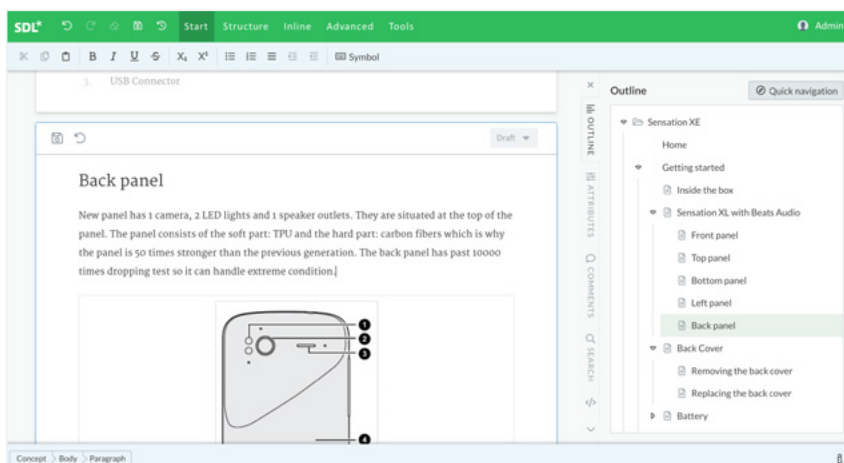 SDL* Start Structure Inline Advanced Tools Admin
B I U S X₁ X¹ Symbol
3. USB Connector
Draft
Back panel
New panel has 1 camera, 2 LED lights and 1 speaker outlets. They are situated at the top of the
panel. The panel consists of the soft part: TPU and the hard part: carbon fibers which is why
the panel is 50 times stronger than the previous generation. The back panel has past 10000
times dropping test so it can handle extreme condition.
1
2
3
4
Concept Body Paragraph
OUTLINE
ATTRIBUTES
COMMENTS
SEARCH
Outline Quick navigation
Sensation XE
Home
Getting started
Inside the box
Sensation XL with Beats Audio
Front panel
Top panel
Bottom panel
Left panel
Back panel
Back Cover
Removing the back cover
Replacing the back cover
Battery